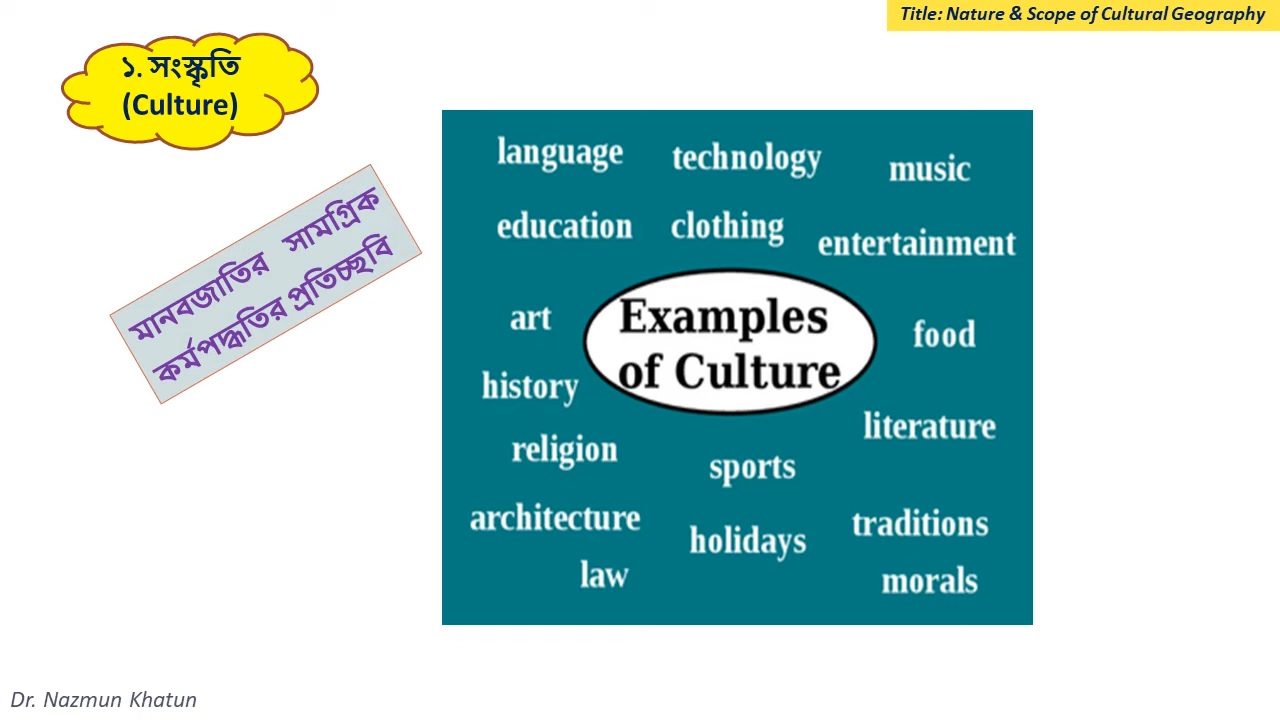 Title: Nature & Scope of Cultural Geography
১. সংস্কৃতি
(Culture)
মানবজাতির সামগ্রিক
কর্মপদ্ধতির প্রতিচ্ছবি
language technology music
education clothing entertainment
art
Examples
of Culture
food
history
literature
religion
sports
architecture
holidays
traditions
law
morals
Dr. Nazmun Khatun